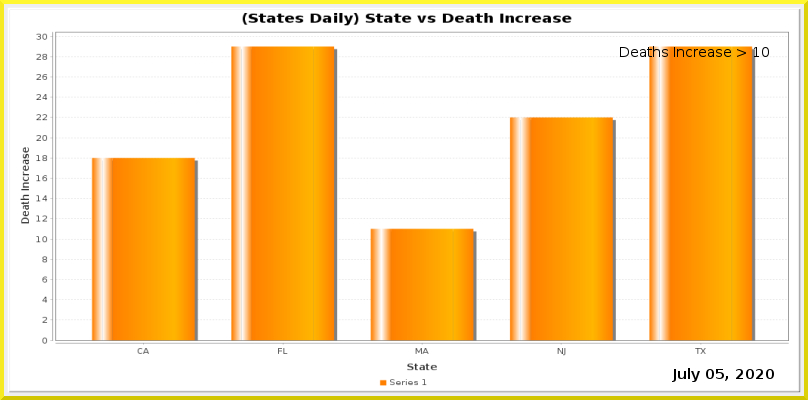 (States Daily) State vs Death Increase
Deaths Increase > 10
Death Increase
30
28
26
24
22
20
18
16
14
12
10
8
6
4
2
0
CA FL MA NJ TX
State
Series 1
July 05, 2020